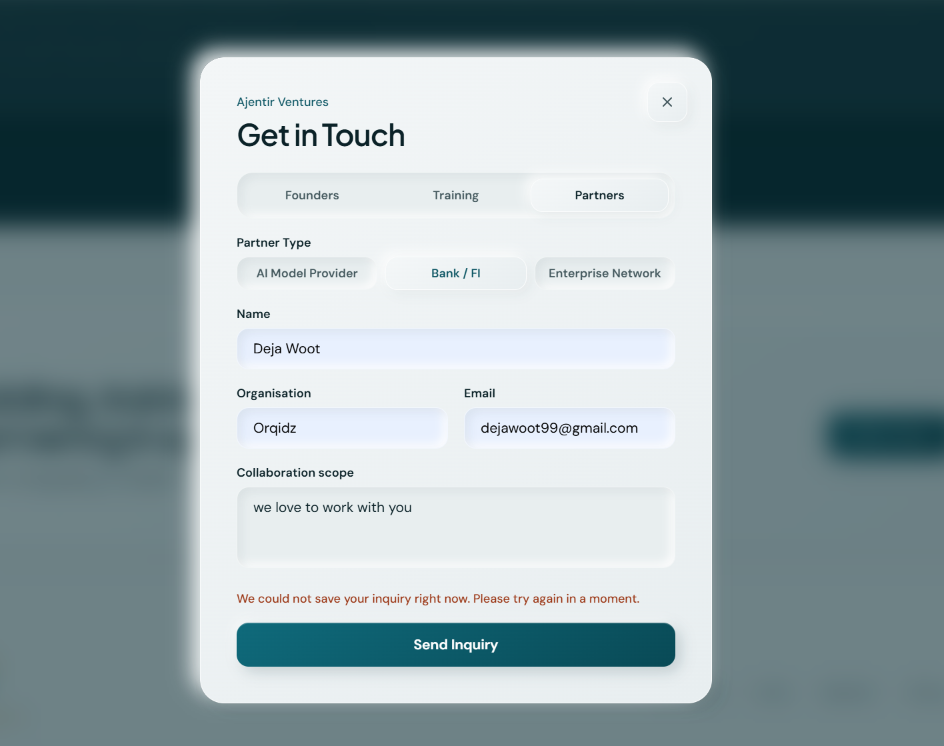 Ajentir Ventures
Get in Touch
Founders Training Partners
Partner Type
AI Model Provider Bank / FI Enterprise Network
Name
Deja Woot
Organisation Email
Orqidz dejawoot99@gmail.com
Collaboration scope
we love to work with you
We could not save your inquiry right now. Please try again in a moment.
Send Inquiry